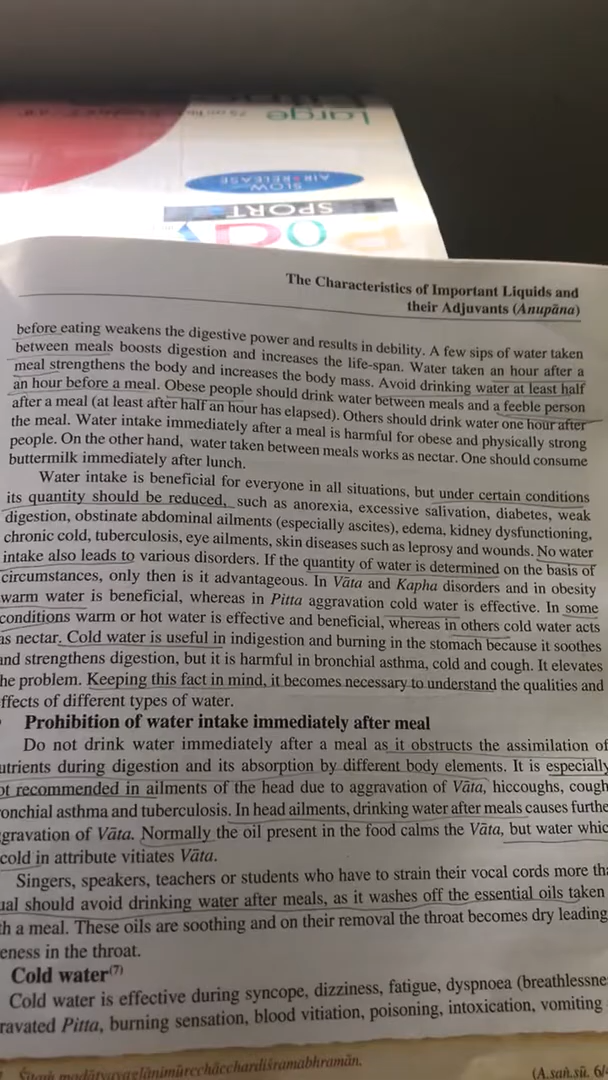 Large
SLOW
AIR RELEASE
SPORT
The Characteristics of Important Liquids and
their Adjuvants (Anupāna)
before eating weakens the digestive power and results in debility. A few sips of water taken
between meals boosts digestion and increases the life-span. Water taken an hour after a
meal strengthens the body and increases the body mass. Avoid drinking water at least half
an hour before a meal. Obese people should drink water between meals and a feeble person
after a meal (at least after half an hour has elapsed). Others should drink water one hour after
the meal. Water intake immediately after a meal is harmful for obese and physically strong
people. On the other hand, water taken between meals works as nectar. One should consume
buttermilk immediately after lunch.
Water intake is beneficial for everyone in all situations, but under certain conditions
its quantity should be reduced, such as anorexia, excessive salivation, diabetes, weak
digestion, obstinate abdominal ailments (especially ascites), edema, kidney dysfunctioning,
chronic cold, tuberculosis, eye ailments, skin diseases such as leprosy and wounds. No water
intake also leads to various disorders. If the quantity of water is determined on the basis of
circumstances, only then is it advantageous. In Vāta and Kapha disorders and in obesity
warm water is beneficial, whereas in Pitta aggravation cold water is effective. In some
conditions warm or hot water is effective and beneficial, whereas in others cold water acts
as nectar. Cold water is useful in indigestion and burning in the stomach because it soothes
and strengthens digestion, but it is harmful in bronchial asthma, cold and cough. It elevates
he problem. Keeping this fact in mind, it becomes necessary to understand the qualities and
ffects of different types of water.
Prohibition of water intake immediately after meal
Do not drink water immediately after a meal as it obstructs the assimilation of
utrients during digestion and its absorption by different body elements. It is especially
ot recommended in ailments of the head due to aggravation of Vāta, hiccoughs, cough
ronchial asthma and tuberculosis. In head ailments, drinking water after meals causes furthe
gravation of Vāta. Normally the oil present in the food calms the Vāta, but water whic
cold in attribute vitiates Vāta.
Singers, speakers, teachers or students who have to strain their vocal cords more tha
ual should avoid drinking water after meals, as it washes off the essential oils taken
th a meal. These oils are soothing and on their removal the throat becomes dry leading
eness in the throat.
Cold water(7)
Cold water is effective during syncope, dizziness, fatigue, dyspnoea (breathlessne
ravated Pitta, burning sensation, blood vitiation, poisoning, intoxication, vomiting
(A.saṅ.sū. 6/